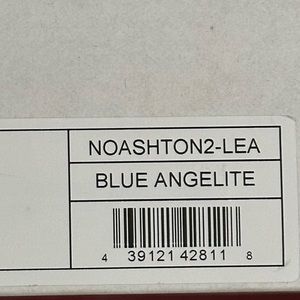 NOASHTON2-LEA
BLUE ANGELITE
4 39121 42811 8